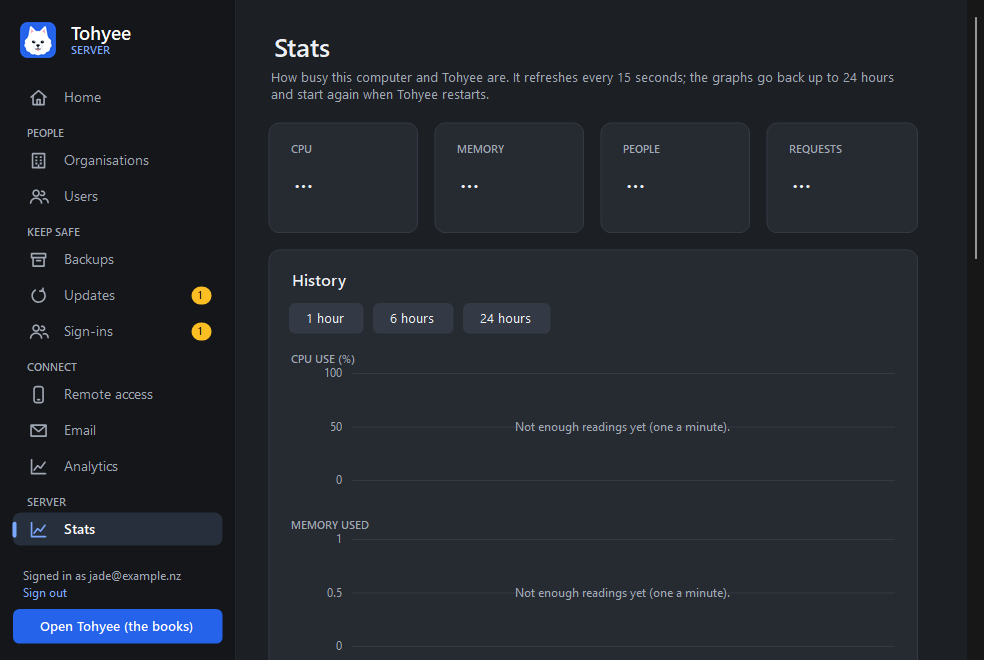 Tohyee
SERVER
Home
PEOPLE
Organisations
Users
KEEP SAFE
Backups
Updates 1
Sign-ins 1
CONNECT
Remote access
Email
Analytics
SERVER
Stats
Signed in as jade@example.nz
Sign out
Open Tohyee (the books)
Stats
How busy this computer and Tohyee are. It refreshes every 15 seconds; the graphs go back up to 24 hours
and start again when Tohyee restarts.
CPU
...
MEMORY
...
PEOPLE
...
REQUESTS
...
History
1 hour 6 hours 24 hours
CPU USE (%)
100
50 Not enough readings yet (one a minute).
0
MEMORY USED
1
0.5 Not enough readings yet (one a minute).
0